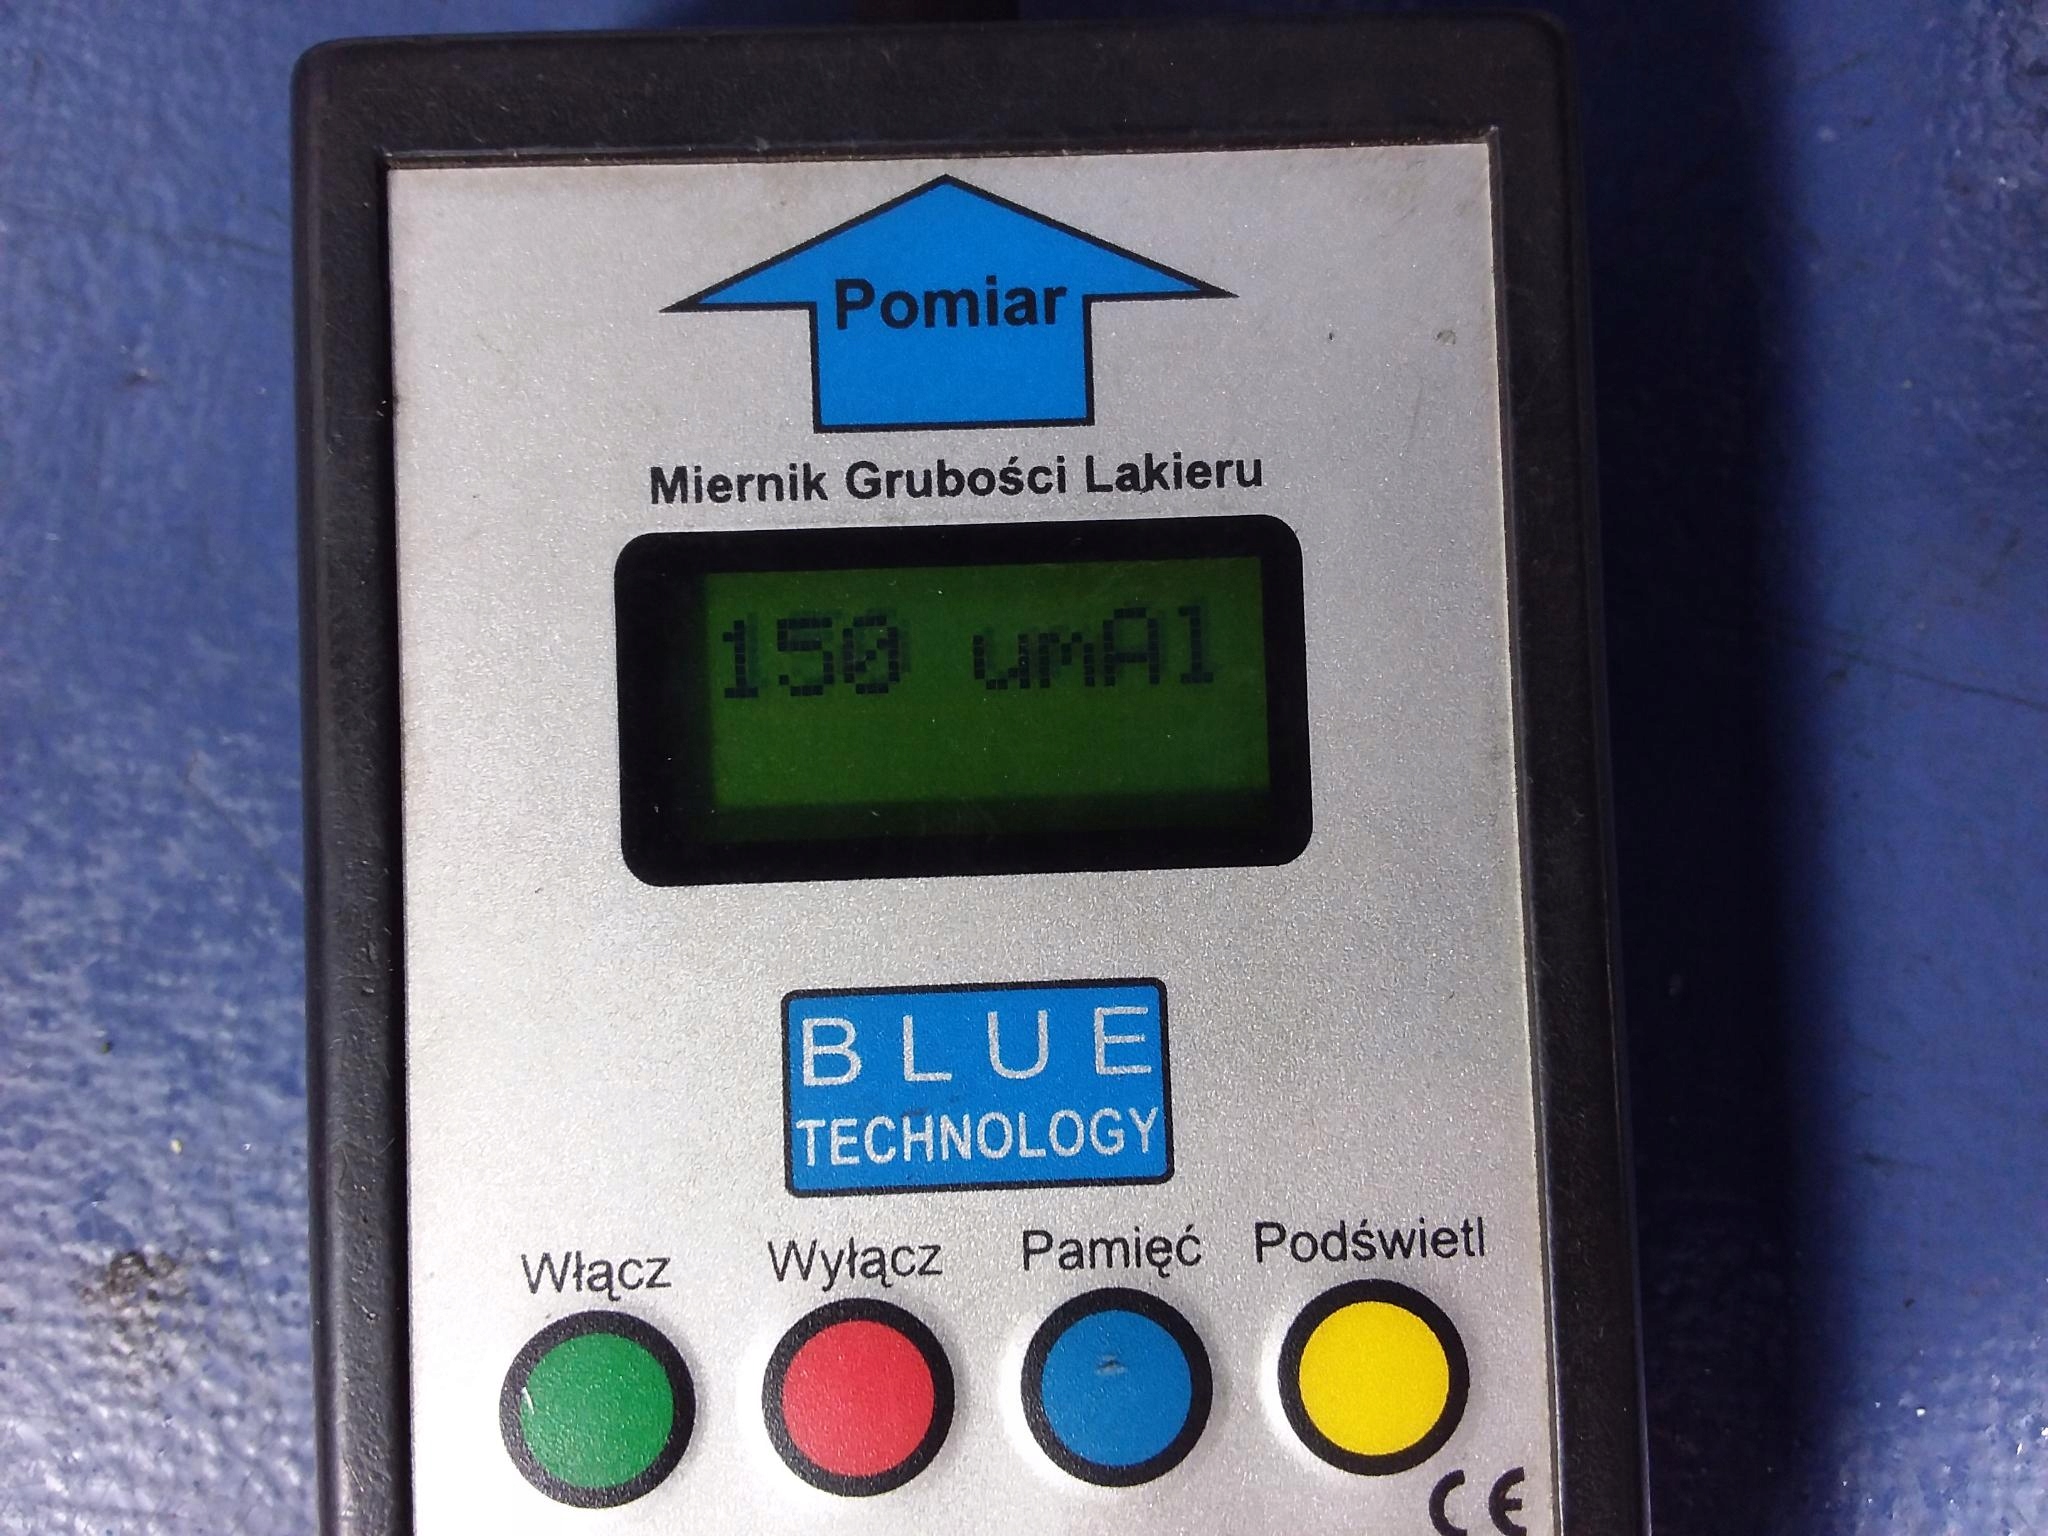 Pomiar
Miernik Grubości Lakieru
150 umAl
BLUE
TECHNOLOGY
Włącz Wyłącz Pamięć Podświetl
CE